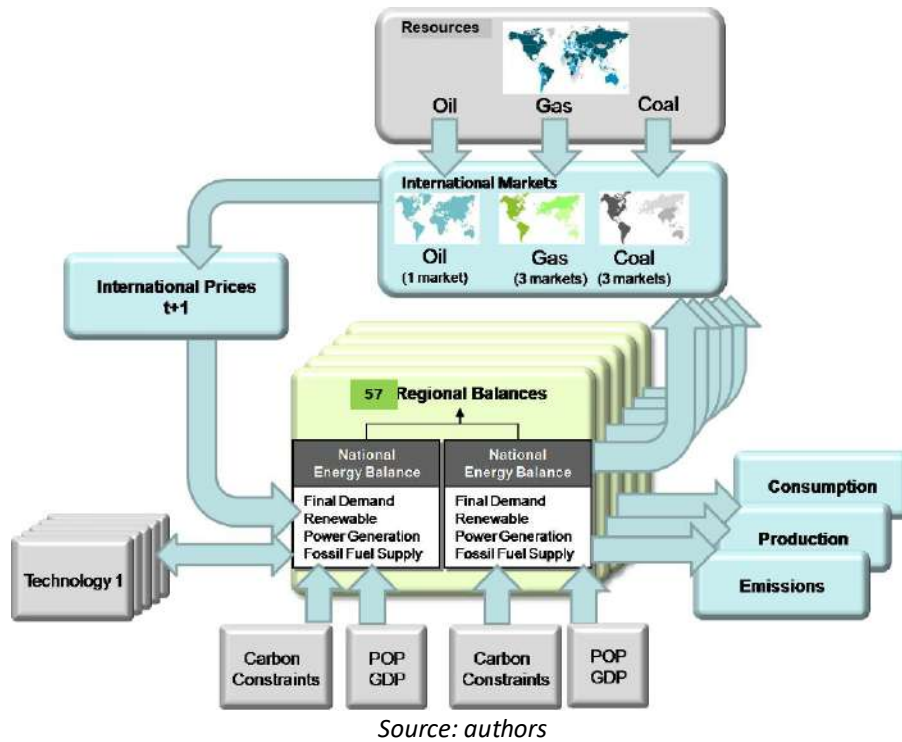 Resources
Oil Gas Coal
International Markets
Oil Gas Coal
(1 market) (3 markets) (3 markets)
International Prices
t+1
57 Regional Balances
National
Energy Balance
Final Demand
Renewable
Power Generation
Fossil Fuel Supply
National
Energy Balance
Final Demand
Renewable
Power Generation
Fossil Fuel Supply
Consumption
Production
Emissions
Technology 1
Carbon
Constraints
POP
GDP
Carbon
Constraints
POP
GDP
Source: authors